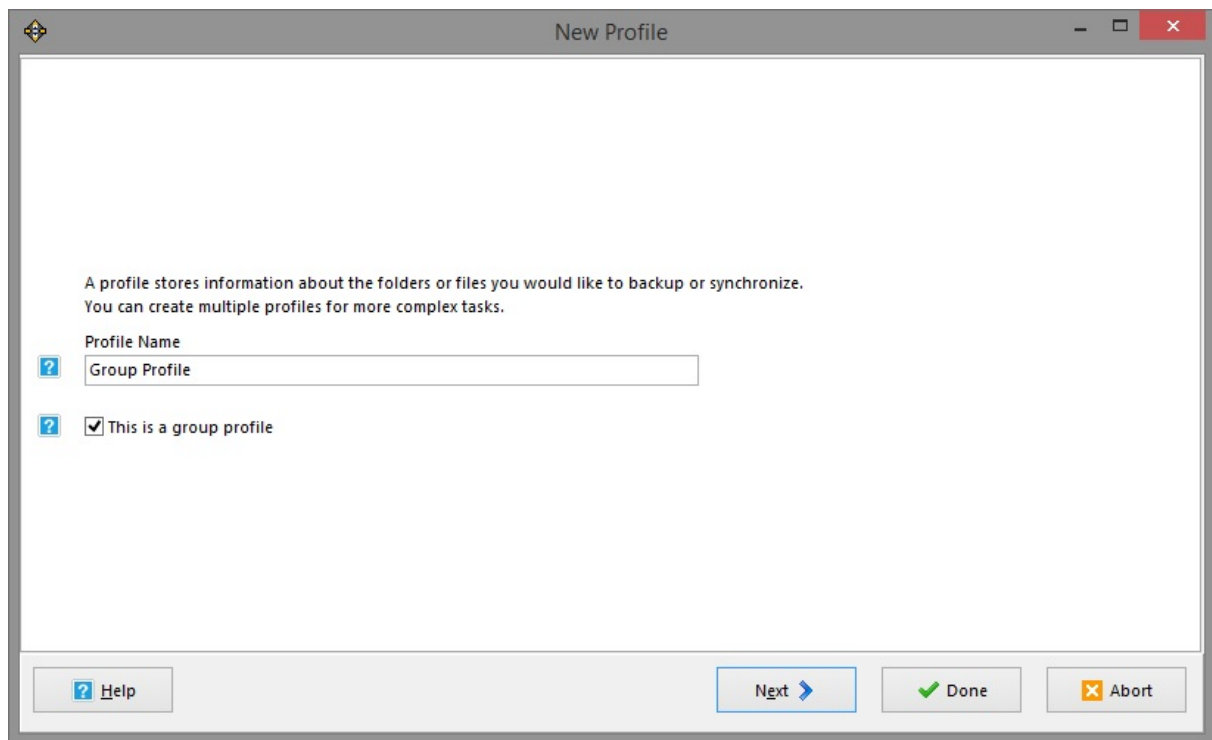 New Profile
A profile stores information about the folders or files you would like to backup or synchronize.
You can create multiple profiles for more complex tasks.
Profile Name
Group Profile
This is a group profile
Help
Next
Done
Abort